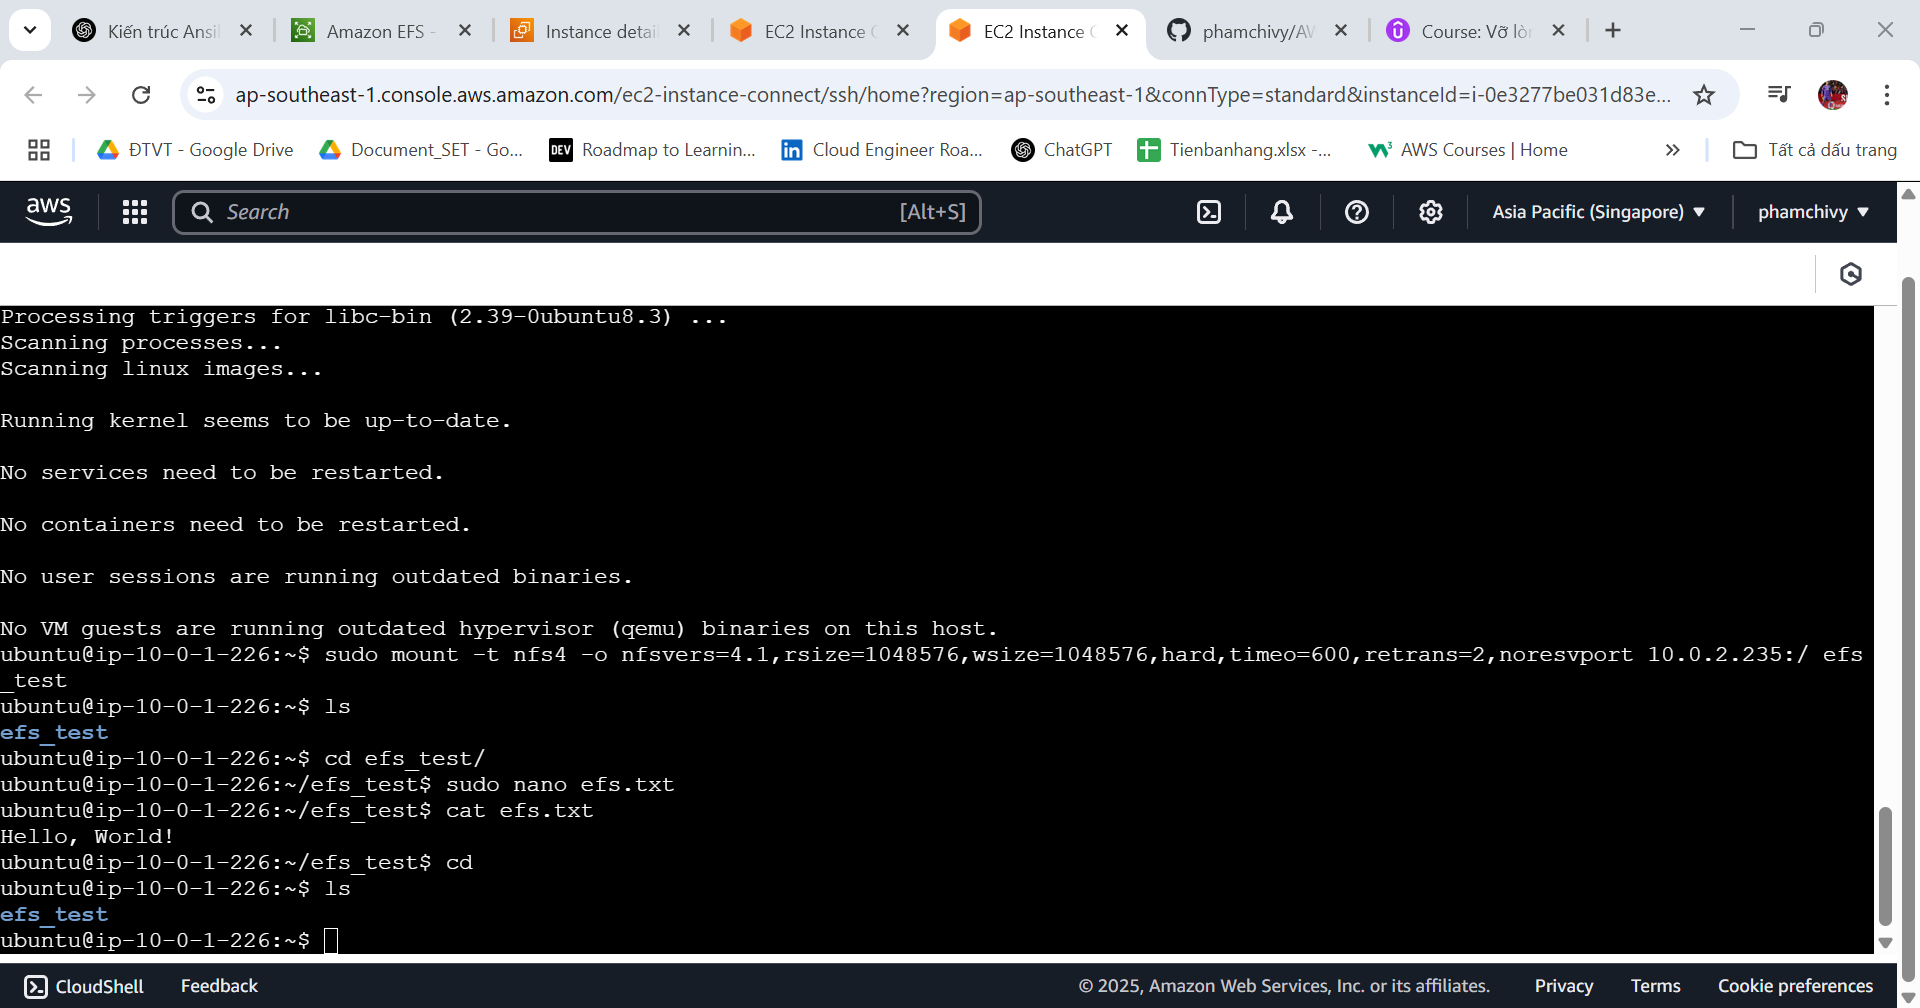 Kiến trúc Ansi
Amazon EFS -
Instance detai
EC2 Instance C
EC2 Instance C
phamchivy/AW
Course: Vỡ lòn
ap-southeast-1.console.aws.amazon.com/ec2-instance-connect/ssh/home?region=ap-southeast-1&connType=standard&instanceId=i-0e3277be031d83e...
ĐTVT - Google Drive
Document_SET - Go...
DEV Roadmap to Learnin...
in Cloud Engineer Roa...
ChatGPT
Tienbanhang.xlsx -...
AWS Courses | Home
Tất cả dấu trang
aws
Search [Alt+S]
Asia Pacific (Singapore)
phamchivy
Processing triggers for libc-bin (2.39-0ubuntu8.3) ...
Scanning processes...
Scanning linux images...
Running kernel seems to be up-to-date.
No services need to be restarted.
No containers need to be restarted.
No user sessions are running outdated binaries.
No VM guests are running outdated hypervisor (qemu) binaries on this host.
ubuntu@ip-10-0-1-226:~$ sudo mount -t nfs4 -o nfsvers=4.1,rsize=1048576,wsize=1048576,hard,timeo=600,retrans=2,noresvport 10.0.2.235:/ efs
_test
ubuntu@ip-10-0-1-226:~$ ls
efs_test
ubuntu@ip-10-0-1-226:~$ cd efs_test/
ubuntu@ip-10-0-1-226:~/efs_test$ sudo nano efs.txt
ubuntu@ip-10-0-1-226:~/efs_test$ cat efs.txt
Hello, World!
ubuntu@ip-10-0-1-226:~/efs_test$ cd
ubuntu@ip-10-0-1-226:~$ ls
efs_test
ubuntu@ip-10-0-1-226:~$
CloudShell
Feedback
© 2025, Amazon Web Services, Inc. or its affiliates.
Privacy
Terms
Cookie preferences